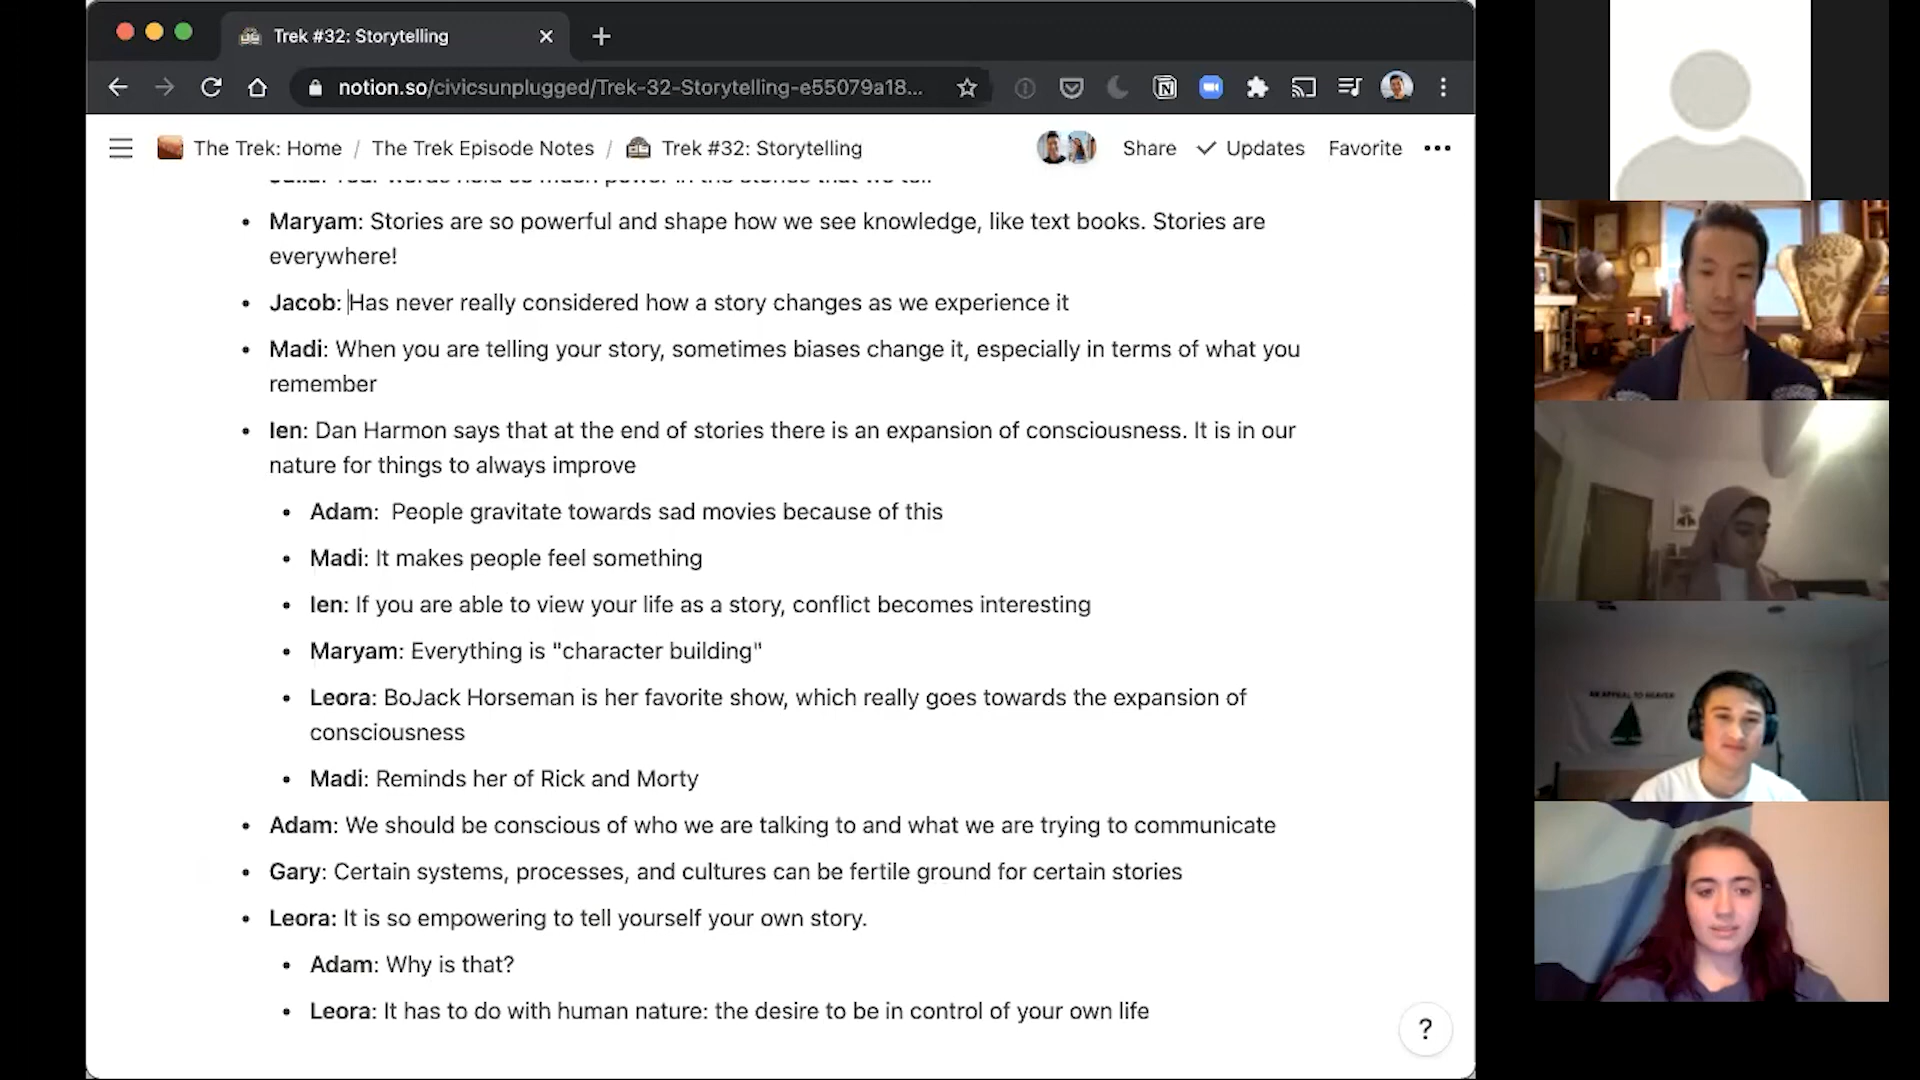 Trek #32: Storytelling
notion.so/civicsunplugged/Trek-32-Storytelling-e55079a18...
The Trek: Home / The Trek Episode Notes / Trek #32: Storytelling
Share Updates Favorite
Maryam: Stories are so powerful and shape how we see knowledge, like text books. Stories are
everywhere!
Jacob: Has never really considered how a story changes as we experience it
Madi: When you are telling your story, sometimes biases change it, especially in terms of what you
remember
Ien: Dan Harmon says that at the end of stories there is an expansion of consciousness. It is in our
nature for things to always improve
Adam: People gravitate towards sad movies because of this
Madi: It makes people feel something
Ien: If you are able to view your life as a story, conflict becomes interesting
Maryam: Everything is "character building"
Leora: BoJack Horseman is her favorite show, which really goes towards the expansion of
consciousness
Madi: Reminds her of Rick and Morty
Adam: We should be conscious of who we are talking to and what we are trying to communicate
Gary: Certain systems, processes, and cultures can be fertile ground for certain stories
Leora: It is so empowering to tell yourself your own story.
Adam: Why is that?
Leora: It has to do with human nature: the desire to be in control of your own life
?
AN APPEAL TO HEAVEN